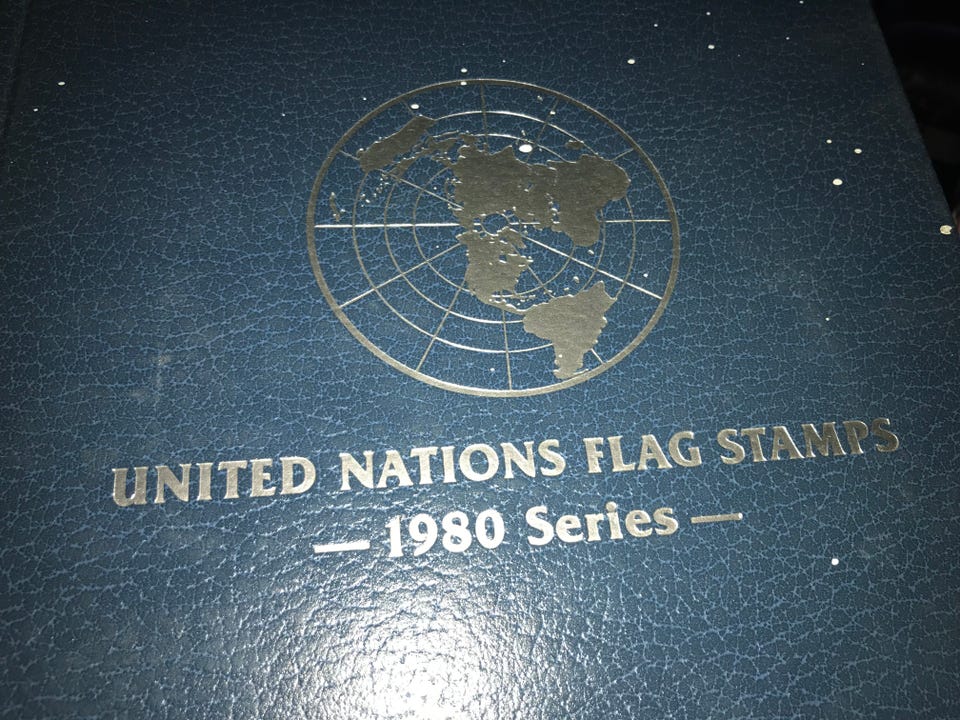 UNITED NATIONS FLAG STAMPS
— 1980 Series —